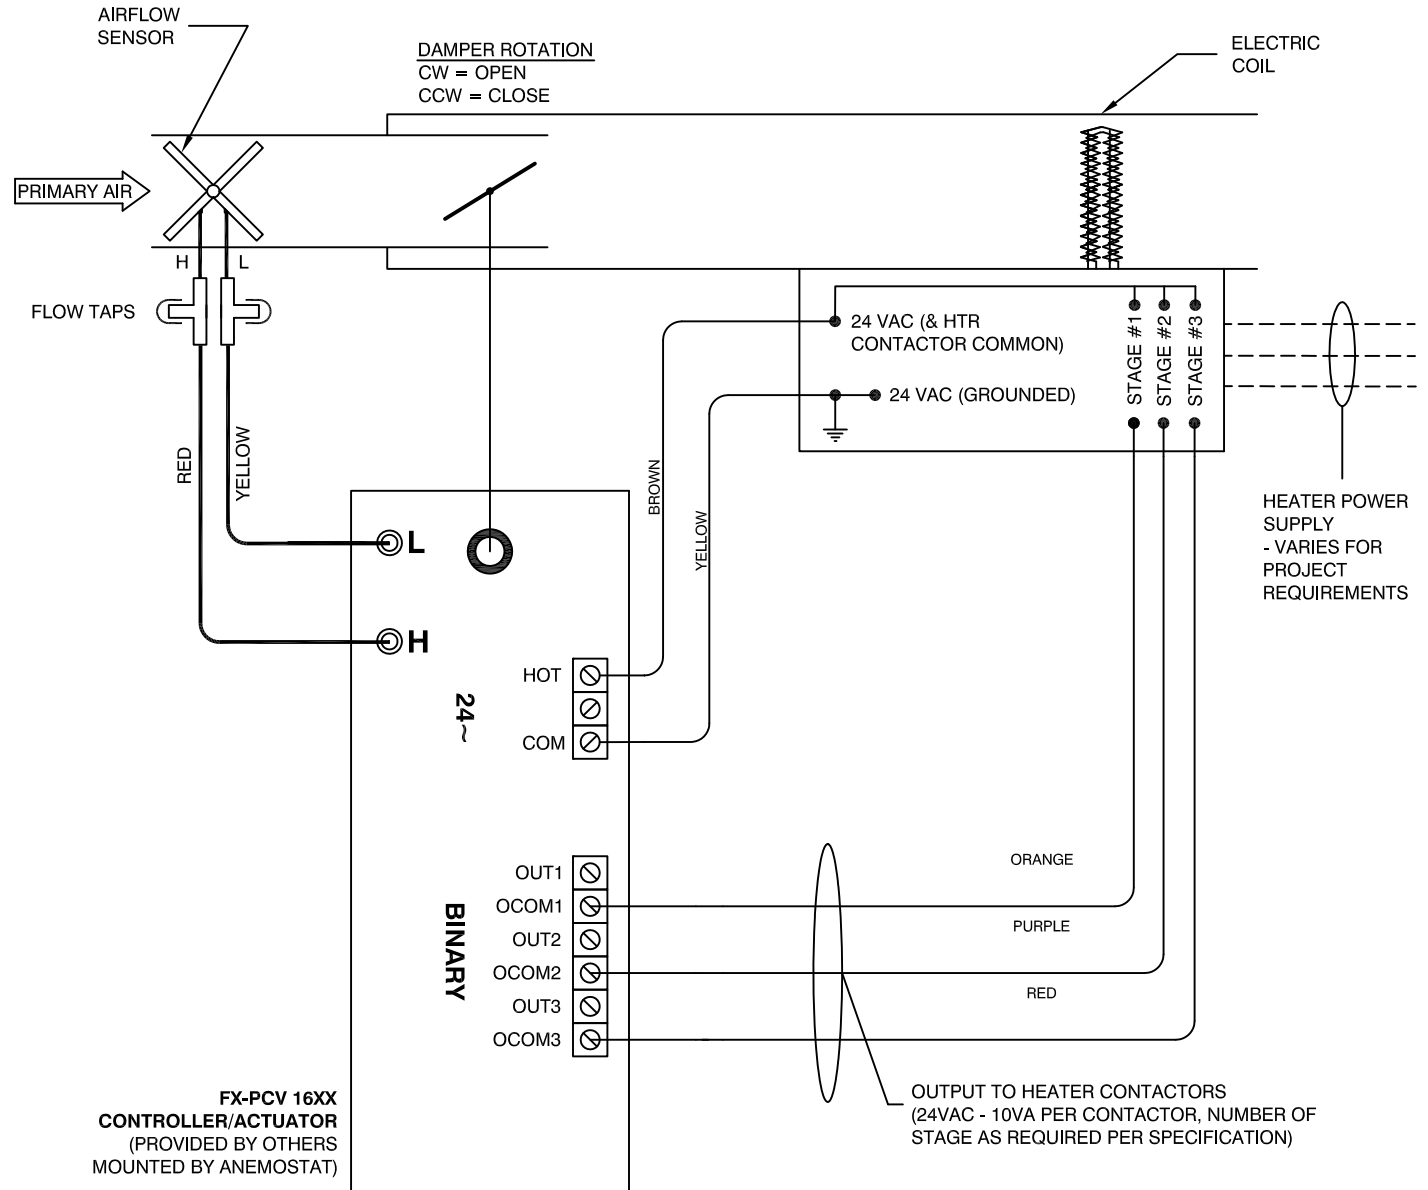 AIRFLOW
SENSOR
DAMPER ROTATION
CW = OPEN
CCW = CLOSE
ELECTRIC
COIL
PRIMARY AIR
H
L
FLOW TAPS
RED
YELLOW
24 VAC (& HTR
CONTACTOR COMMON)
24 VAC (GROUNDED)
STAGE #1
STAGE #2
STAGE #3
BROWN
YELLOW
HEATER POWER
SUPPLY
- VARIES FOR
PROJECT
REQUIREMENTS
L
H
HOT
24~
COM
OUT1
OCOM1
OUT2
OCOM2
OUT3
OCOM3
BINARY
ORANGE
PURPLE
RED
FX-PCV 16XX
CONTROLLER/ACTUATOR
(PROVIDED BY OTHERS
MOUNTED BY ANEMOSTAT)
OUTPUT TO HEATER CONTACTORS
(24VAC - 10VA PER CONTACTOR, NUMBER OF
STAGE AS REQUIRED PER SPECIFICATION)